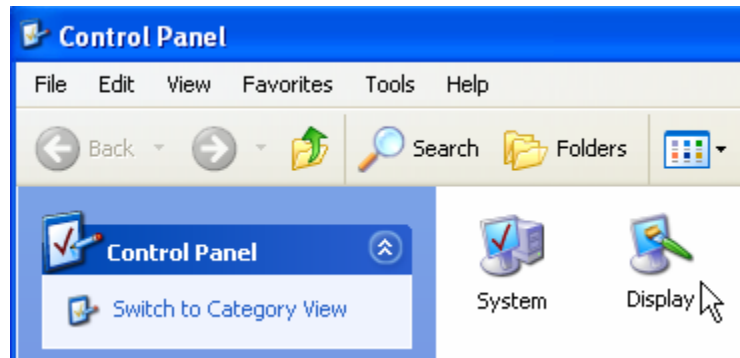 Control Panel
File Edit View Favorites Tools Help
Back Search Folders
Control Panel
Switch to Category View
System Display